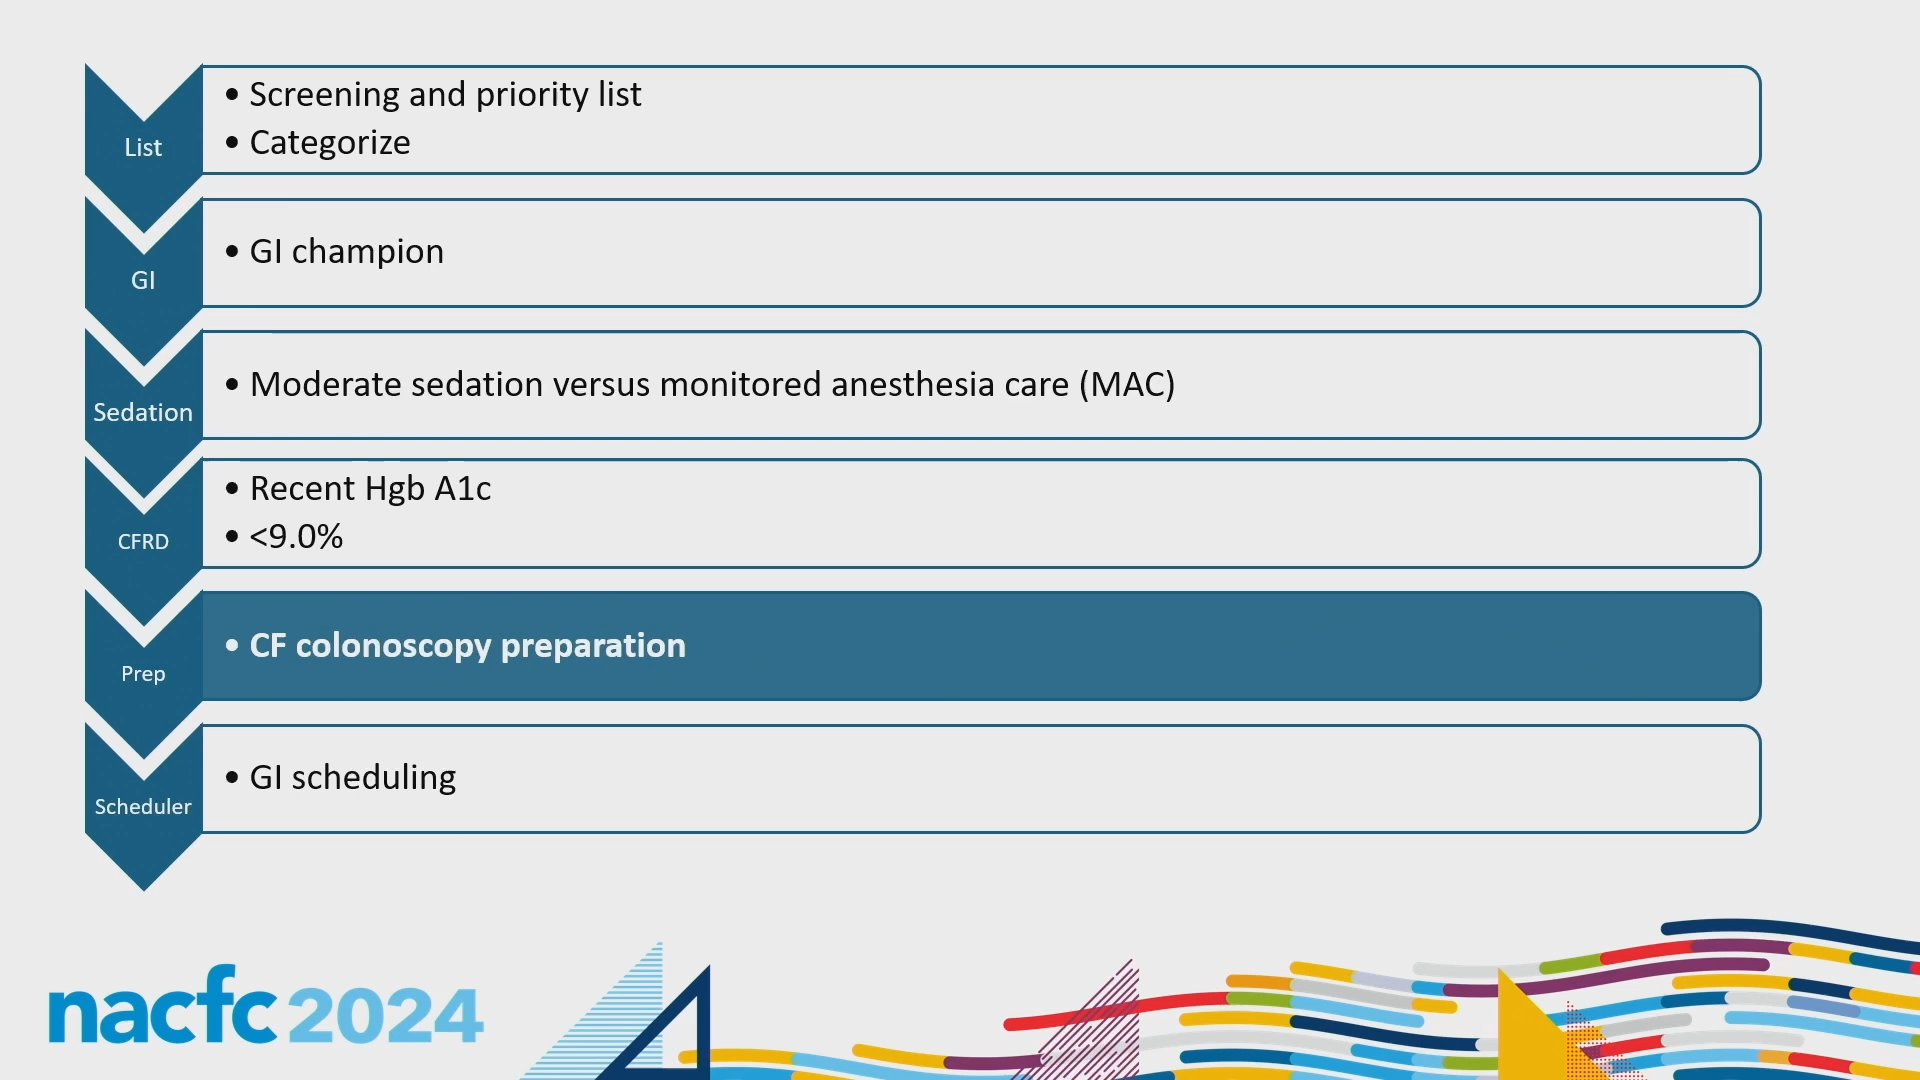 List
• Screening and priority list
• Categorize
GI
• GI champion
Sedation
• Moderate sedation versus monitored anesthesia care (MAC)
CFRD
• Recent Hgb A1c
• <9.0%
Prep
• CF colonoscopy preparation
Scheduler
• GI scheduling
nacfc 2024